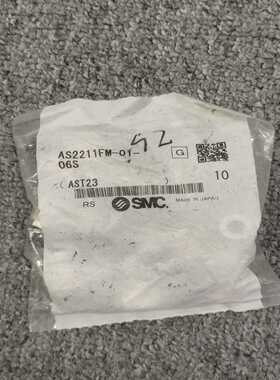 AS2211FM-01-
06S
52
G
AST23
10
RS
SMC.
MADE IN JAPAN